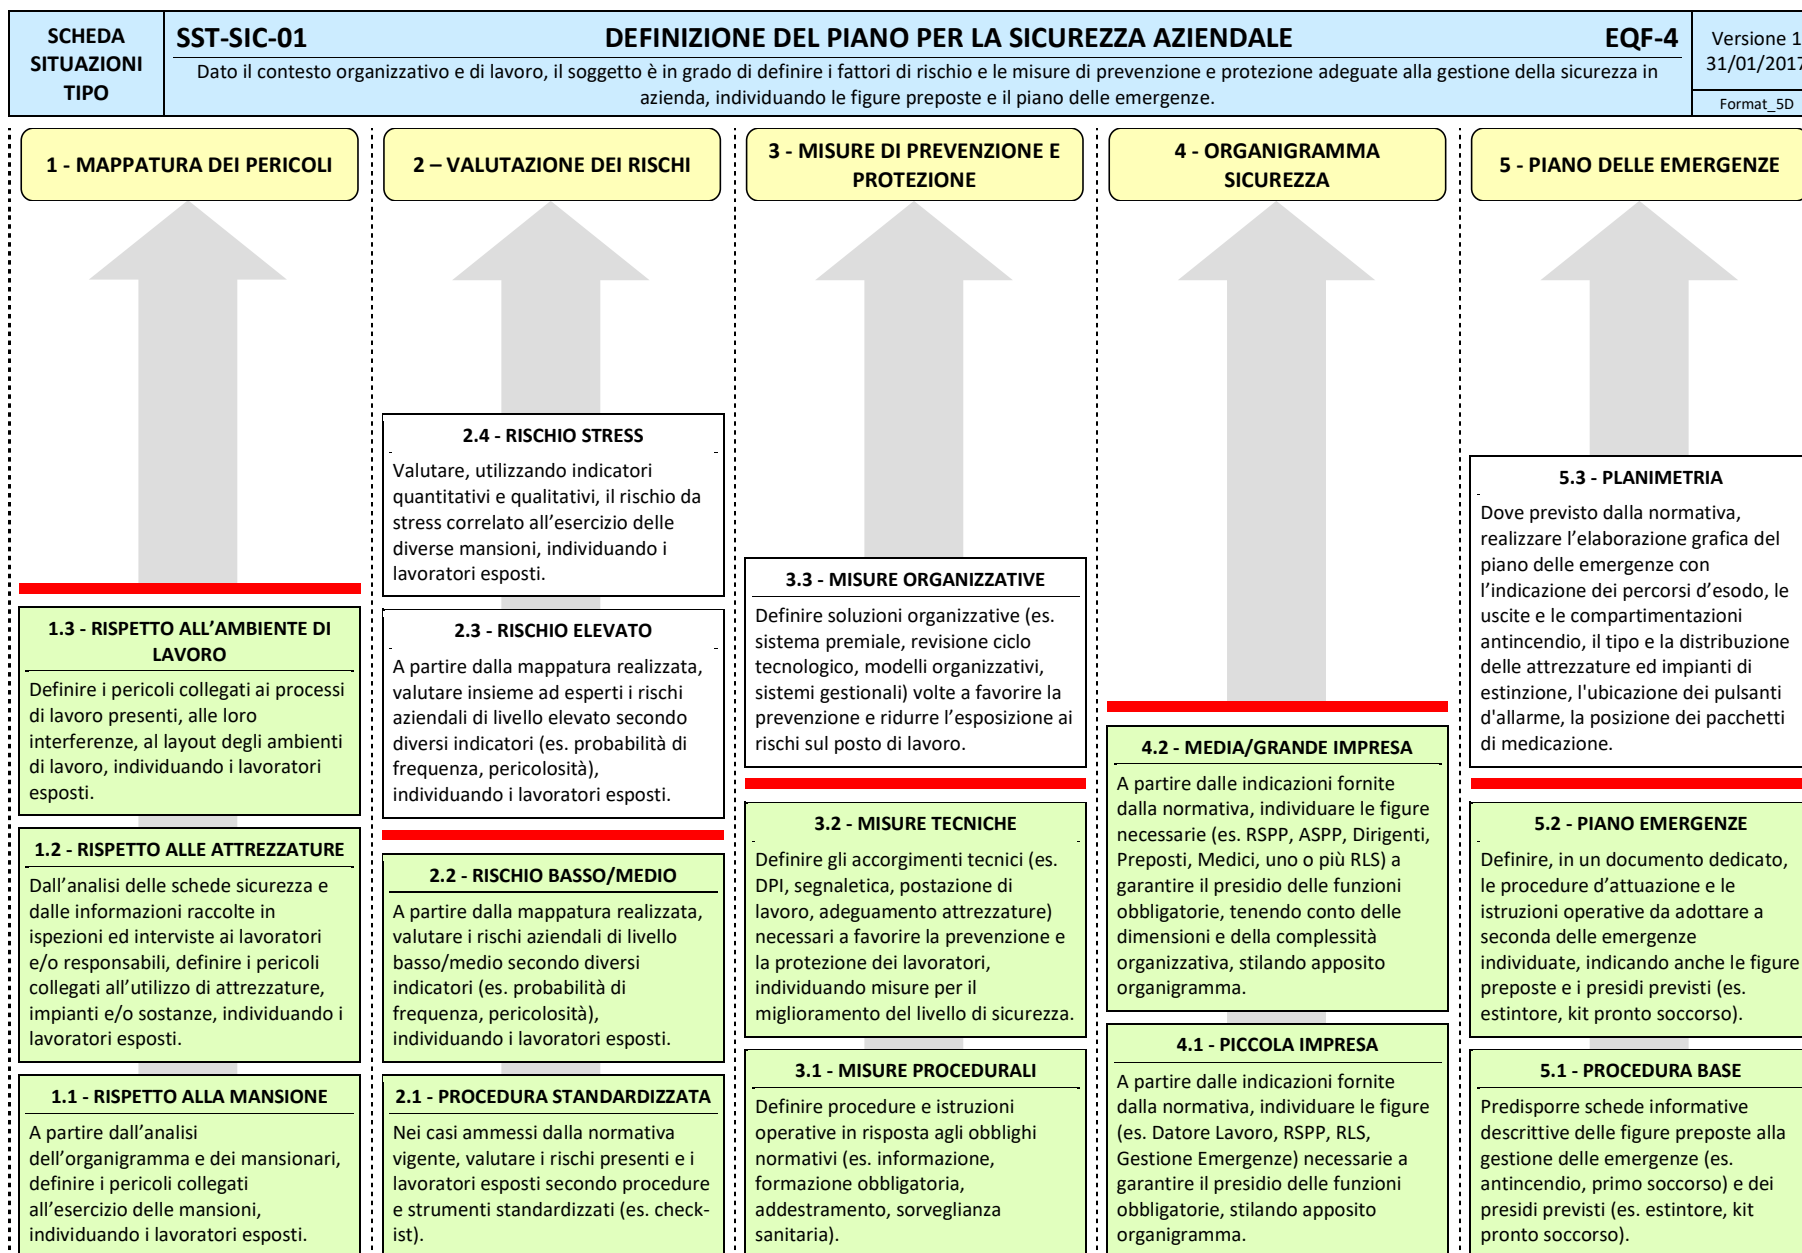 SCHEDA
SITUAZIONI
TIPO
SST-SIC-01
DEFINIZIONE DEL PIANO PER LA SICUREZZA AZIENDALE
EQF-4
Dato il contesto organizzativo e di lavoro, il soggetto è in grado di definire i fattori di rischio e le misure di prevenzione e protezione adeguate alla gestione della sicurezza in
azienda, individuando le figure preposte e il piano delle emergenze.
Versione 1
31/01/2017
Format_5D
1 - MAPPATURA DEI PERICOLI
1.3 - RISPETTO ALL’AMBIENTE DI
LAVORO
Definire i pericoli collegati ai processi
di lavoro presenti, alle loro
interferenze, al layout degli ambienti
di lavoro, individuando i lavoratori
esposti.
1.2 - RISPETTO ALLE ATTREZZATURE
Dall’analisi delle schede sicurezza e
dalle informazioni raccolte in
ispezioni ed interviste ai lavoratori
e/o responsabili, definire i pericoli
collegati all’utilizzo di attrezzature,
impianti e/o sostanze, individuando i
lavoratori esposti.
1.1 - RISPETTO ALLA MANSIONE
A partire dall’analisi
dell’organigramma e dei mansionari,
definire i pericoli collegati
all’esercizio delle mansioni,
individuando i lavoratori esposti.
2 – VALUTAZIONE DEI RISCHI
2.4 - RISCHIO STRESS
Valutare, utilizzando indicatori
quantitativi e qualitativi, il rischio da
stress correlato all’esercizio delle
diverse mansioni, individuando i
lavoratori esposti.
2.3 - RISCHIO ELEVATO
A partire dalla mappatura realizzata,
valutare insieme ad esperti i rischi
aziendali di livello elevato secondo
diversi indicatori (es. probabilità di
frequenza, pericolosità),
individuando i lavoratori esposti.
2.2 - RISCHIO BASSO/MEDIO
A partire dalla mappatura realizzata,
valutare i rischi aziendali di livello
basso/medio secondo diversi
indicatori (es. probabilità di
frequenza, pericolosità),
individuando i lavoratori esposti.
2.1 - PROCEDURA STANDARDIZZATA
Nei casi ammessi dalla normativa
vigente, valutare i rischi presenti e i
lavoratori esposti secondo procedure
e strumenti standardizzati (es. check-
ist).
3 - MISURE DI PREVENZIONE E
PROTEZIONE
3.3 - MISURE ORGANIZZATIVE
Definire soluzioni organizzative (es.
sistema premiale, revisione ciclo
tecnologico, modelli organizzativi,
sistemi gestionali) volte a favorire la
prevenzione e ridurre l’esposizione ai
rischi sul posto di lavoro.
3.2 - MISURE TECNICHE
Definire gli accorgimenti tecnici (es.
DPI, segnaletica, postazione di
lavoro, adeguamento attrezzature)
necessari a favorire la prevenzione e
la protezione dei lavoratori,
individuando misure per il
miglioramento del livello di sicurezza.
3.1 - MISURE PROCEDURALI
Definire procedure e istruzioni
operative in risposta agli obblighi
normativi (es. informazione,
formazione obbligatoria,
addestramento, sorveglianza
sanitaria).
4 - ORGANIGRAMMA
SICUREZZA
4.2 - MEDIA/GRANDE IMPRESA
A partire dalle indicazioni fornite
dalla normativa, individuare le figure
necessarie (es. RSPP, ASPP, Dirigenti,
Preposti, Medici, uno o più RLS) a
garantire il presidio delle funzioni
obbligatorie, tenendo conto delle
dimensioni e della complessità
organizzativa, stilando apposito
organigramma.
4.1 - PICCOLA IMPRESA
A partire dalle indicazioni fornite
dalla normativa, individuare le figure
(es. Datore Lavoro, RSPP, RLS,
Gestione Emergenze) necessarie a
garantire il presidio delle funzioni
obbligatorie, stilando apposito
organigramma.
5 - PIANO DELLE EMERGENZE
5.3 - PLANIMETRIA
Dove previsto dalla normativa,
realizzare l’elaborazione grafica del
piano delle emergenze con
l’indicazione dei percorsi d’esodo, le
uscite e le compartimentazioni
antincendio, il tipo e la distribuzione
delle attrezzature ed impianti di
estinzione, l'ubicazione dei pulsanti
d'allarme, la posizione dei pacchetti
di medicazione.
5.2 - PIANO EMERGENZE
Definire, in un documento dedicato,
le procedure d’attuazione e le
istruzioni operative da adottare a
seconda delle emergenze
individuate, indicando anche le figure
preposte e i presidi previsti (es.
estintore, kit pronto soccorso).
5.1 - PROCEDURA BASE
Predisporre schede informative
descrittive delle figure preposte alla
gestione delle emergenze (es.
antincendio, primo soccorso) e dei
presidi previsti (es. estintore, kit
pronto soccorso).